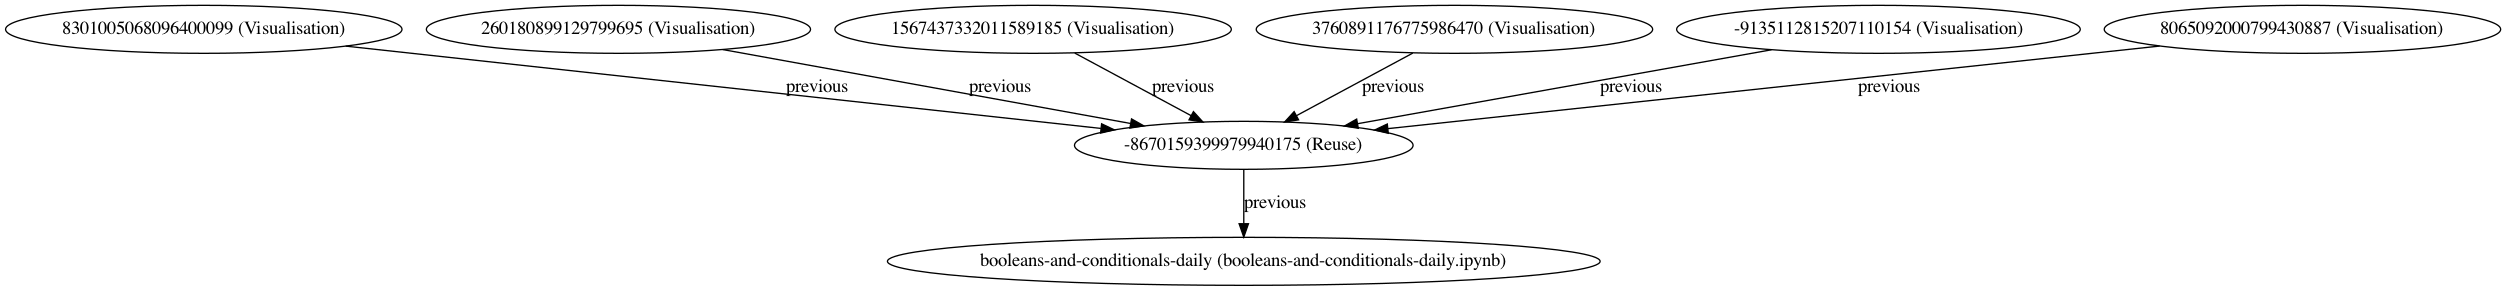 8301005068096400099 (Visualisation)
260180899129799695 (Visualisation)
1567437332011589185 (Visualisation)
3760891176775986470 (Visualisation)
-9135112815207110154 (Visualisation)
8065092000799430887 (Visualisation)
previous
previous
previous
previous
previous
previous
-8670159399979940175 (Reuse)
previous
booleans-and-conditionals-daily (booleans-and-conditionals-daily.ipynb)